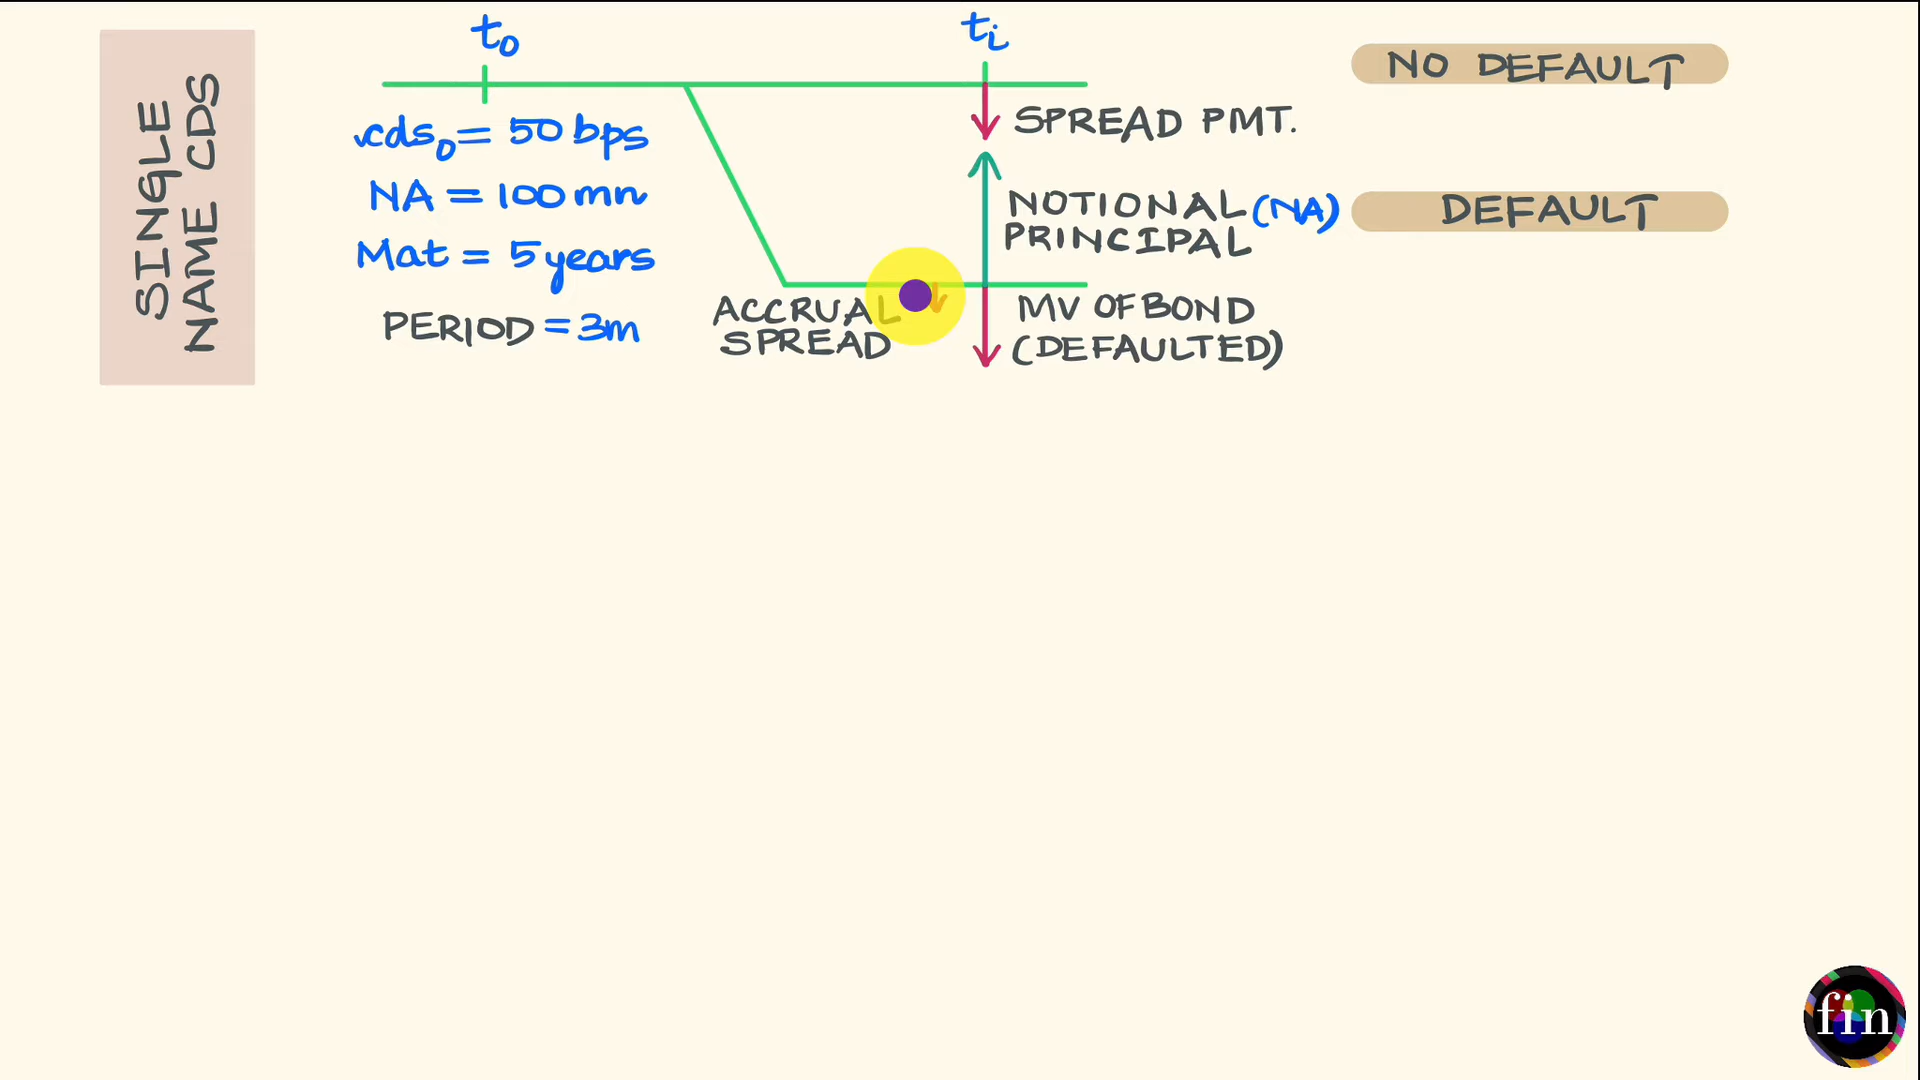 SINGLE
NAME CDS
t0
ti
cds0 = 50 bps
NA = 100 mn
Mat = 5 years
PERIOD = 3m
SPREAD PMT.
NO DEFAULT
NOTIONAL (NA)
PRINCIPAL
DEFAULT
ACCRUAL
SPREAD
MV OF BOND
(DEFAULTED)
fin